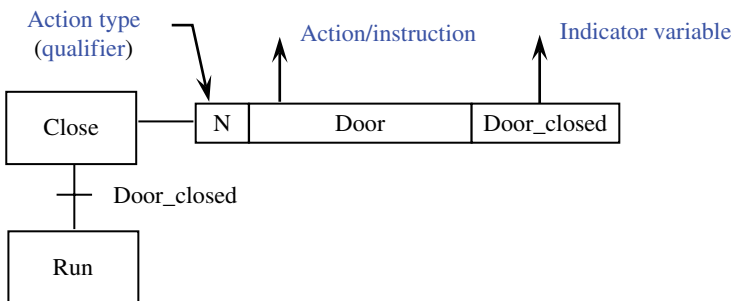 Action type
(qualifier)
Action/instruction
Indicator variable
Close
N
Door
Door_closed
Door_closed
Run